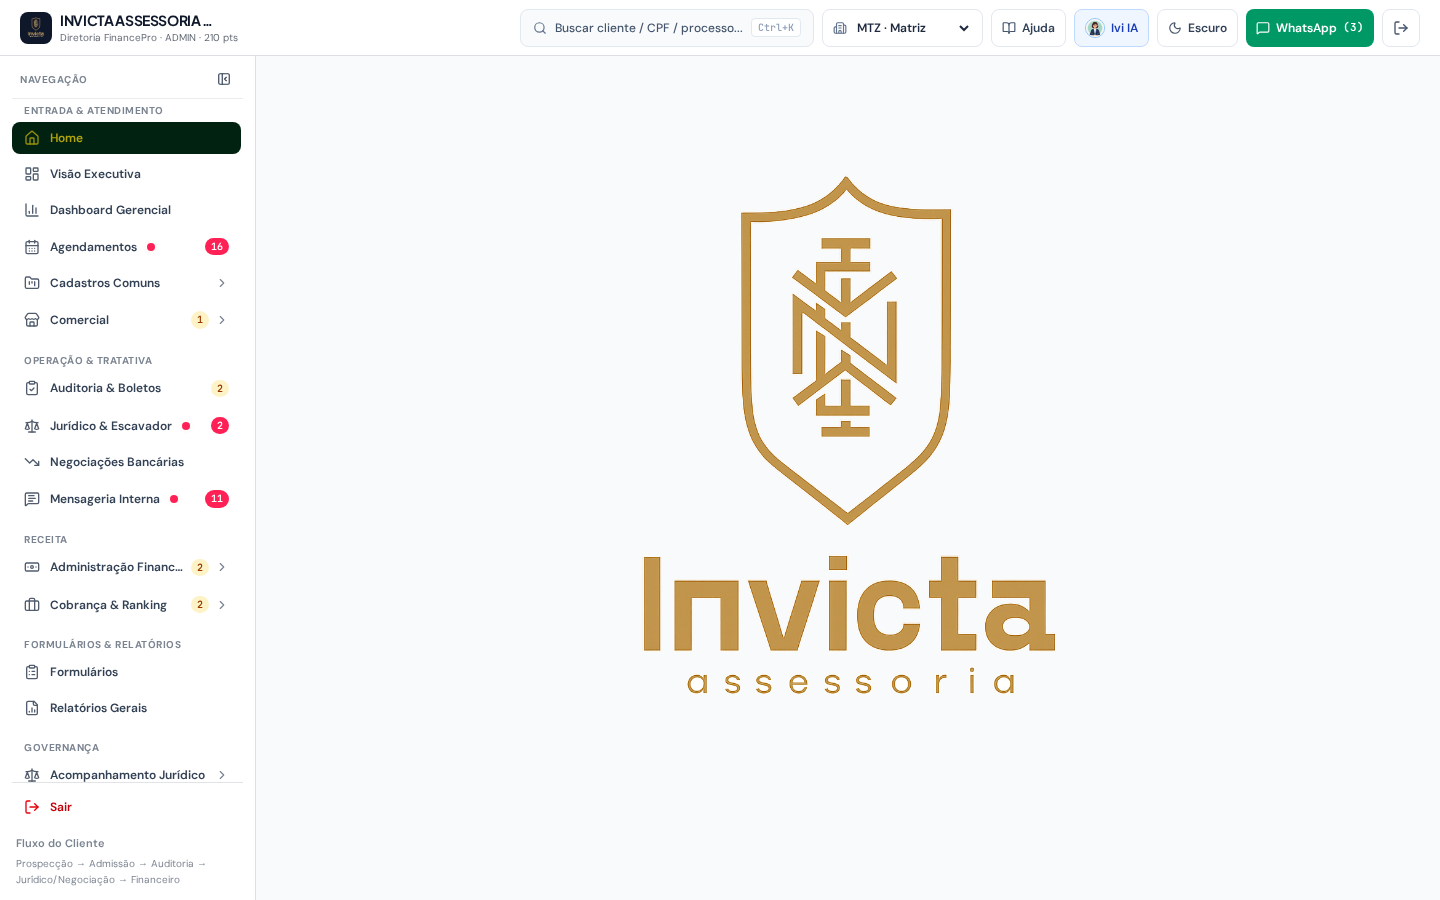 INVICTA ASSESSORIA ...
Diretoria FinancePro · ADMIN · 210 pts
Buscar cliente / CPF / processo...
Ctrl+K
MTZ · Matriz
Ajuda
Ivi IA
Escuro
WhatsApp (3)
NAVEGAÇÃO
ENTRADA & ATENDIMENTO
Home
Visão Executiva
Dashboard Gerencial
Agendamentos 16
Cadastros Comuns
Comercial 1
OPERAÇÃO & TRATATIVA
Auditoria & Boletos 2
Jurídico & Escavador 2
Negociações Bancárias
Mensageria Interna 11
RECEITA
Administração Financ... 2
Cobrança & Ranking 2
FORMULÁRIOS & RELATÓRIOS
Formulários
Relatórios Gerais
GOVERNANÇA
Acompanhamento Jurídico
Sair
Fluxo do Cliente
Prospecção → Admissão → Auditoria →
Jurídico/Negociação → Financeiro
Invicta
assessoria